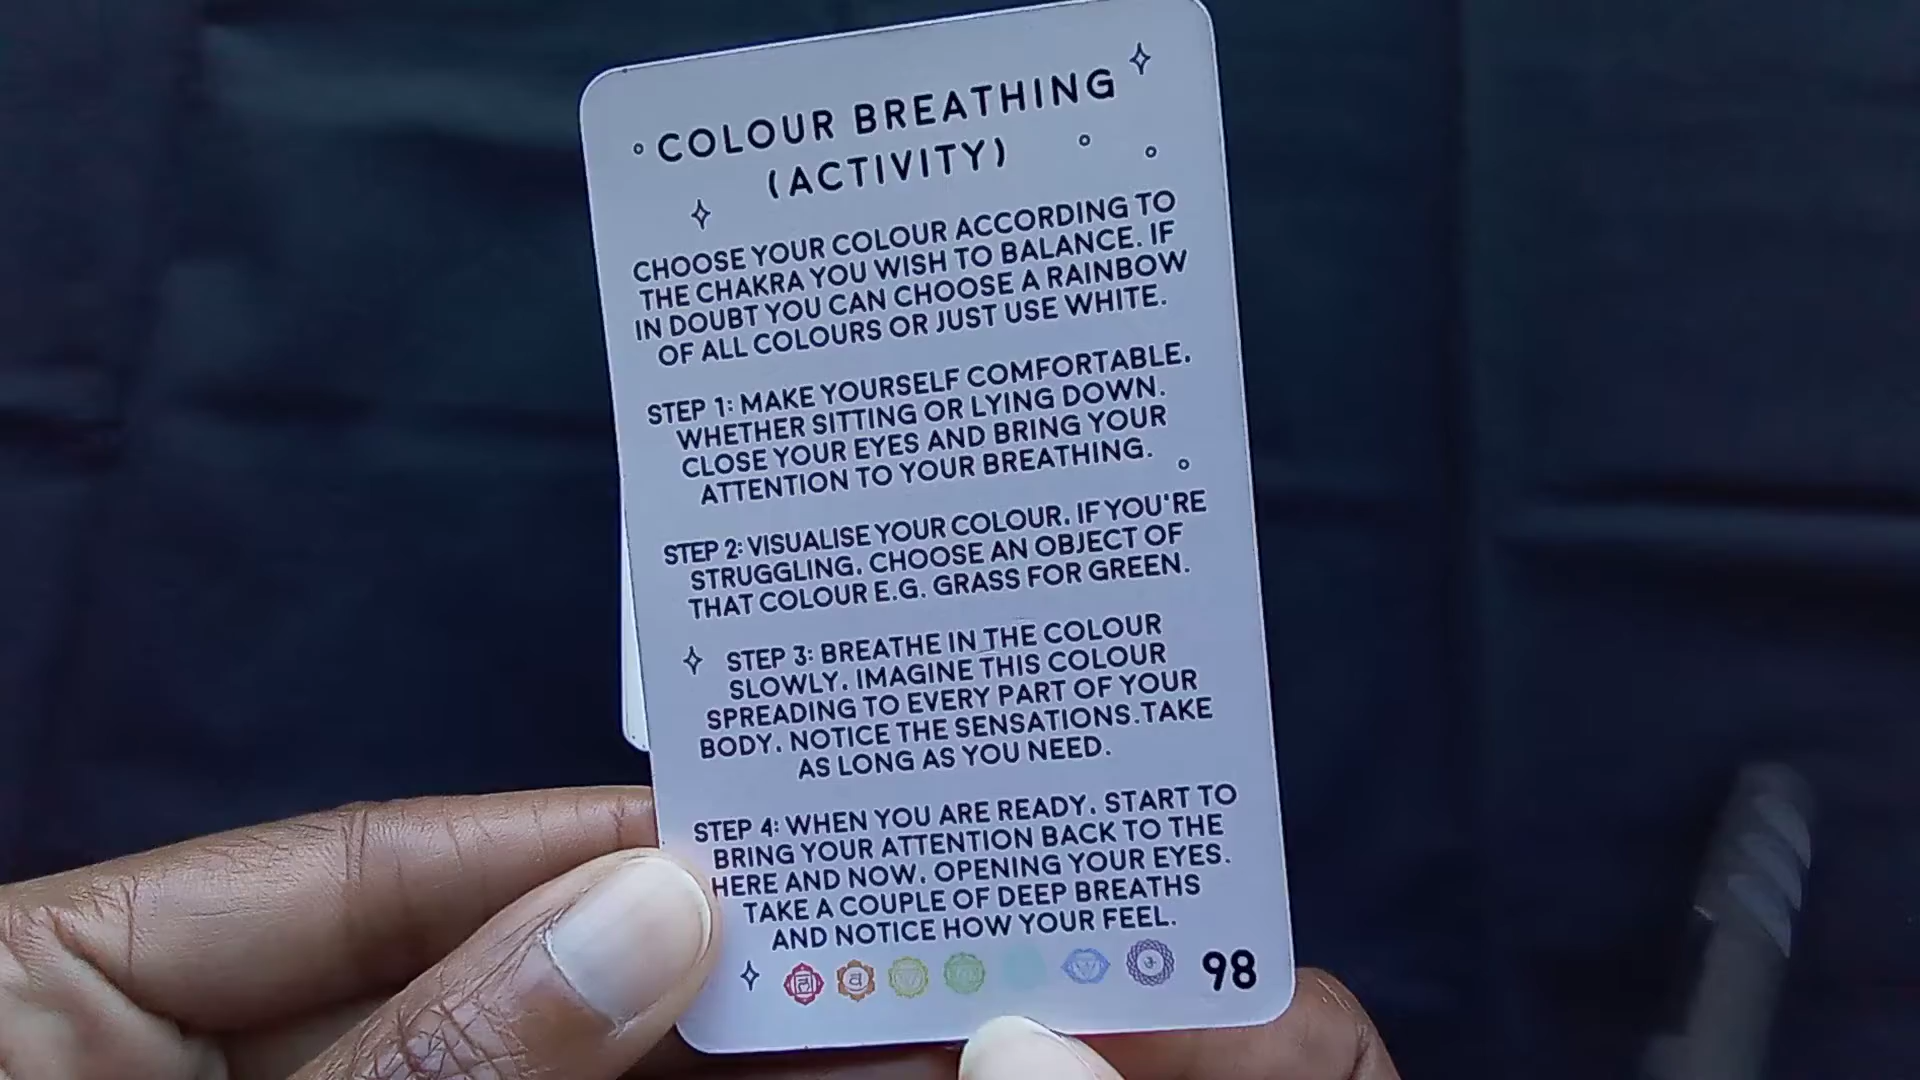 COLOUR BREATHING
(ACTIVITY)
CHOOSE YOUR COLOUR ACCORDING TO
THE CHAKRA YOU WISH TO BALANCE. IF
IN DOUBT YOU CAN CHOOSE A RAINBOW
OF ALL COLOURS OR JUST USE WHITE.
STEP 1: MAKE YOURSELF COMFORTABLE,
WHETHER SITTING OR LYING DOWN.
CLOSE YOUR EYES AND BRING YOUR
ATTENTION TO YOUR BREATHING.
STEP 2: VISUALISE YOUR COLOUR. IF YOU'RE
STRUGGLING, CHOOSE AN OBJECT OF
THAT COLOUR E.G. GRASS FOR GREEN.
STEP 3: BREATHE IN THE COLOUR
SLOWLY. IMAGINE THIS COLOUR
SPREADING TO EVERY PART OF YOUR
BODY. NOTICE THE SENSATIONS.TAKE
AS LONG AS YOU NEED.
STEP 4: WHEN YOU ARE READY, START TO
BRING YOUR ATTENTION BACK TO THE
HERE AND NOW, OPENING YOUR EYES.
TAKE A COUPLE OF DEEP BREATHS
AND NOTICE HOW YOUR FEEL.
98